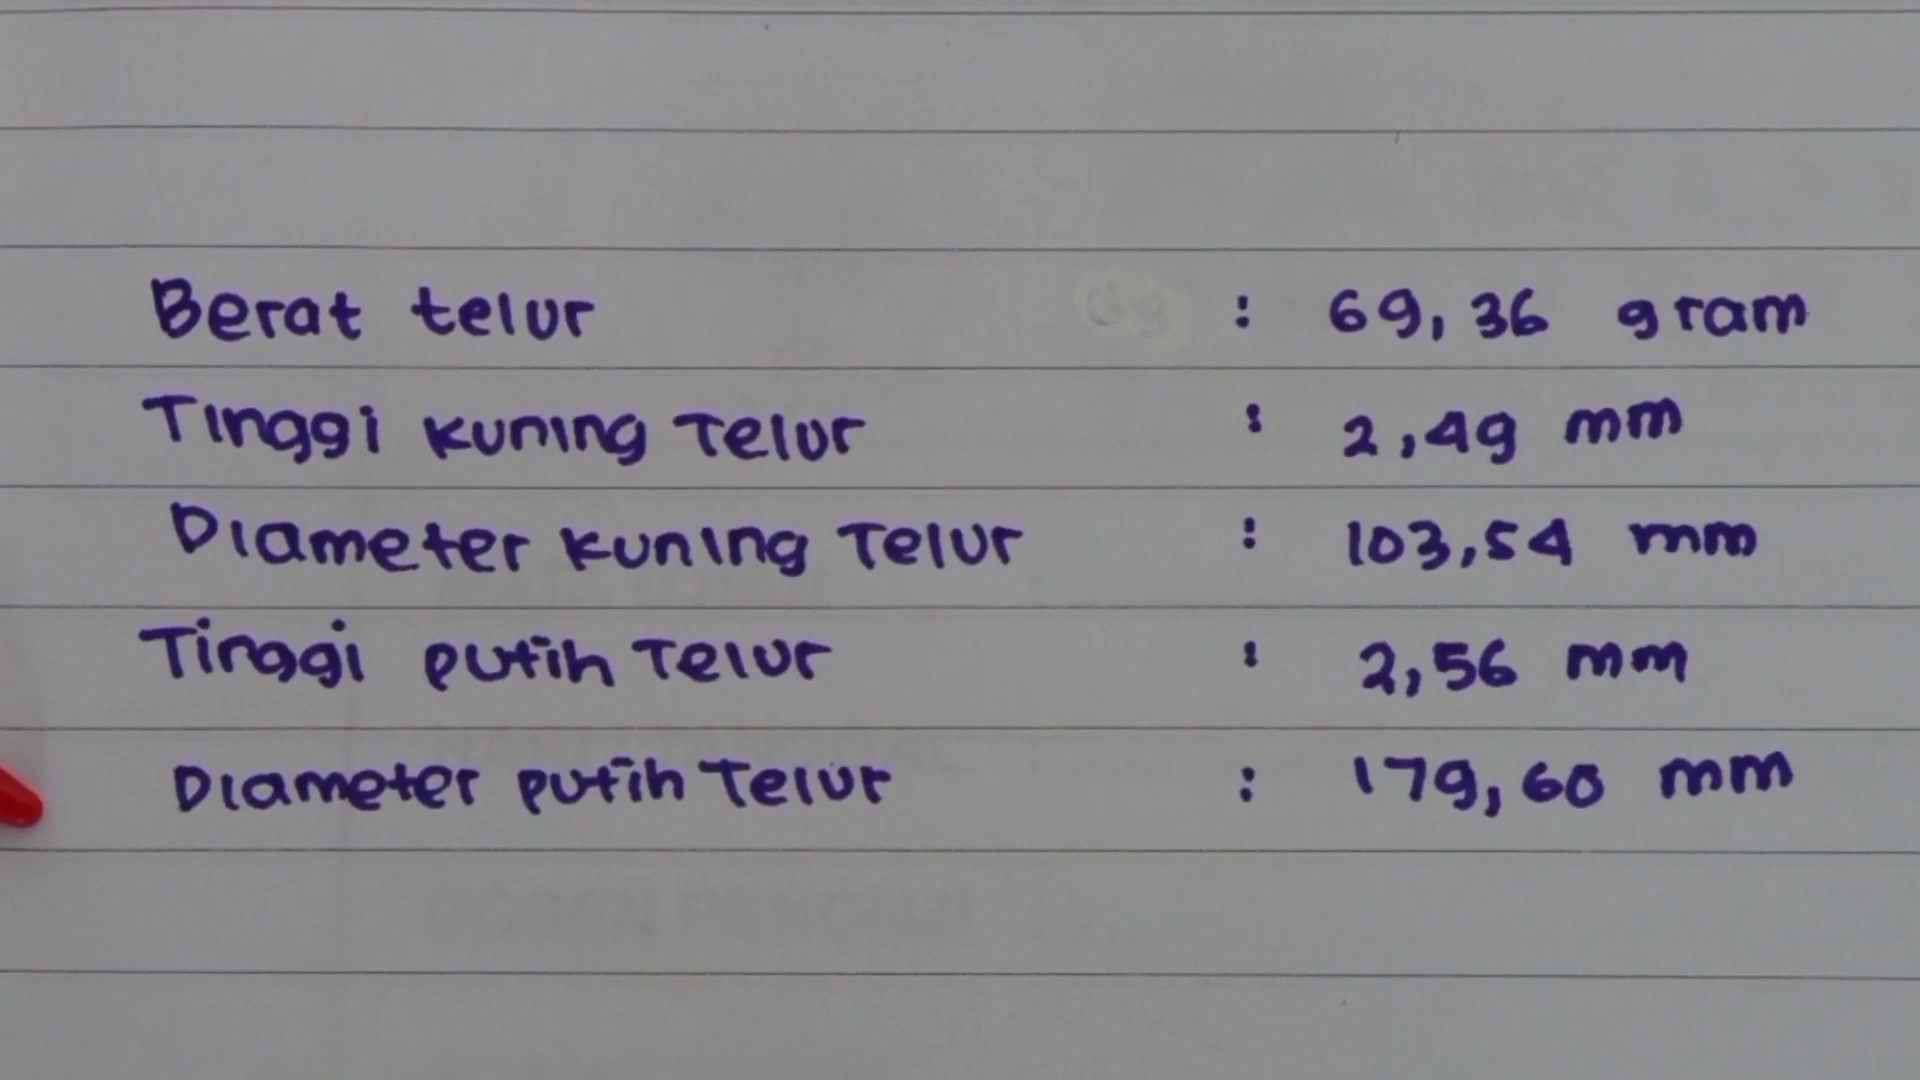 Berat telur : 69,36 gram
Tinggi kuning Telur : 2,49 mm
Diameter kuning Telur : 103,54 mm
Tinggi putih Telur : 2,56 mm
Diameter putih Telur : 179,60 mm